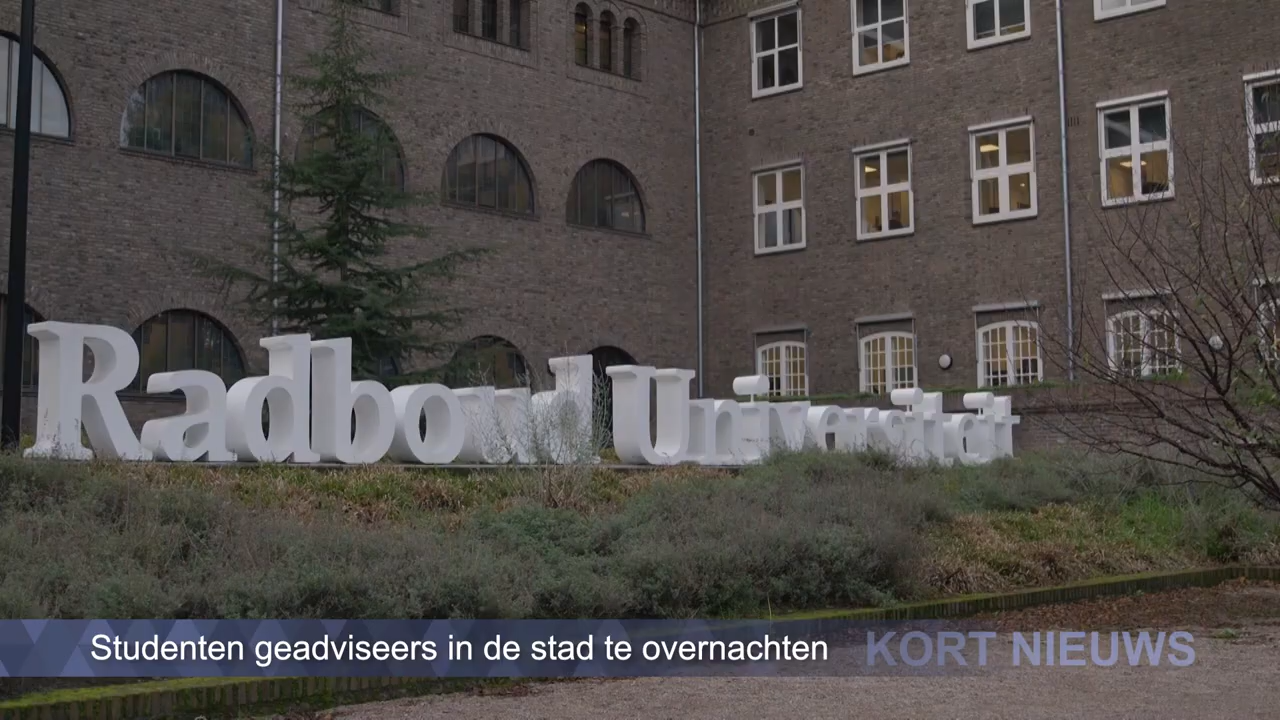 Radboud Universiteit
Studenten geadviseers in de stad te overnachten
KORT NIEUWS